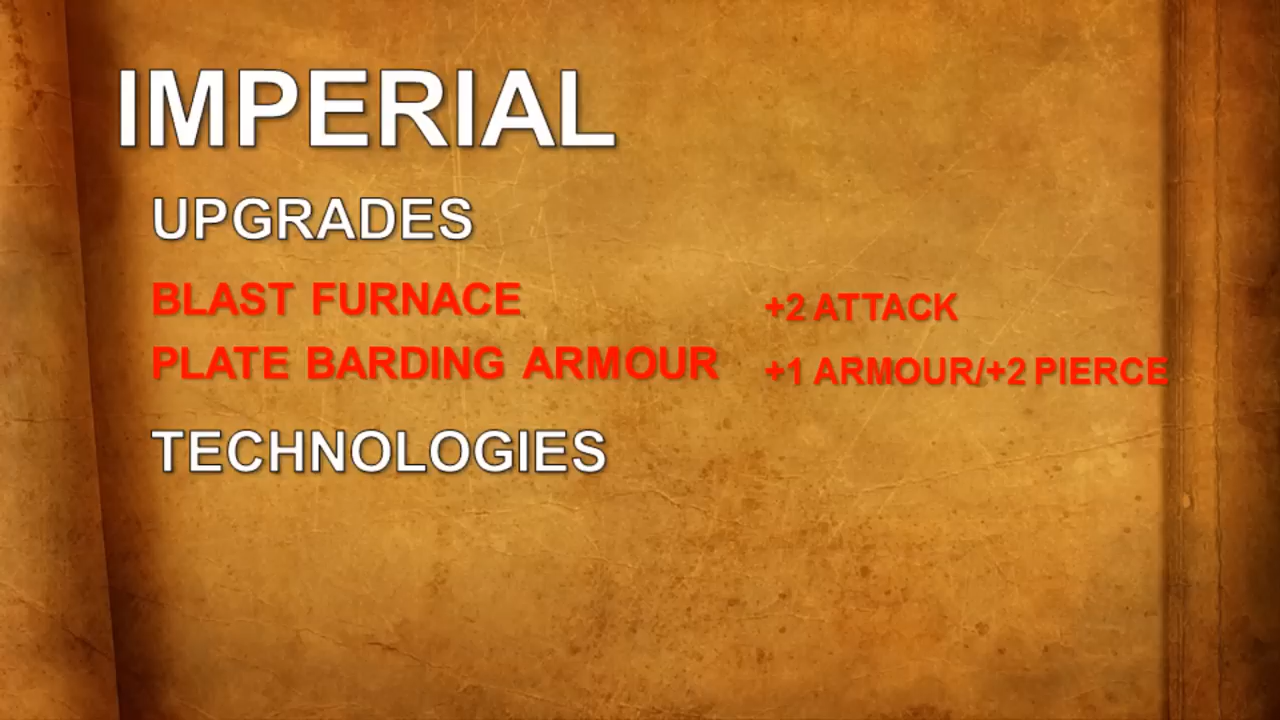 IMPERIAL
UPGRADES
BLAST FURNACE +2 ATTACK
PLATE BARDING ARMOUR +1 ARMOUR/+2 PIERCE
TECHNOLOGIES